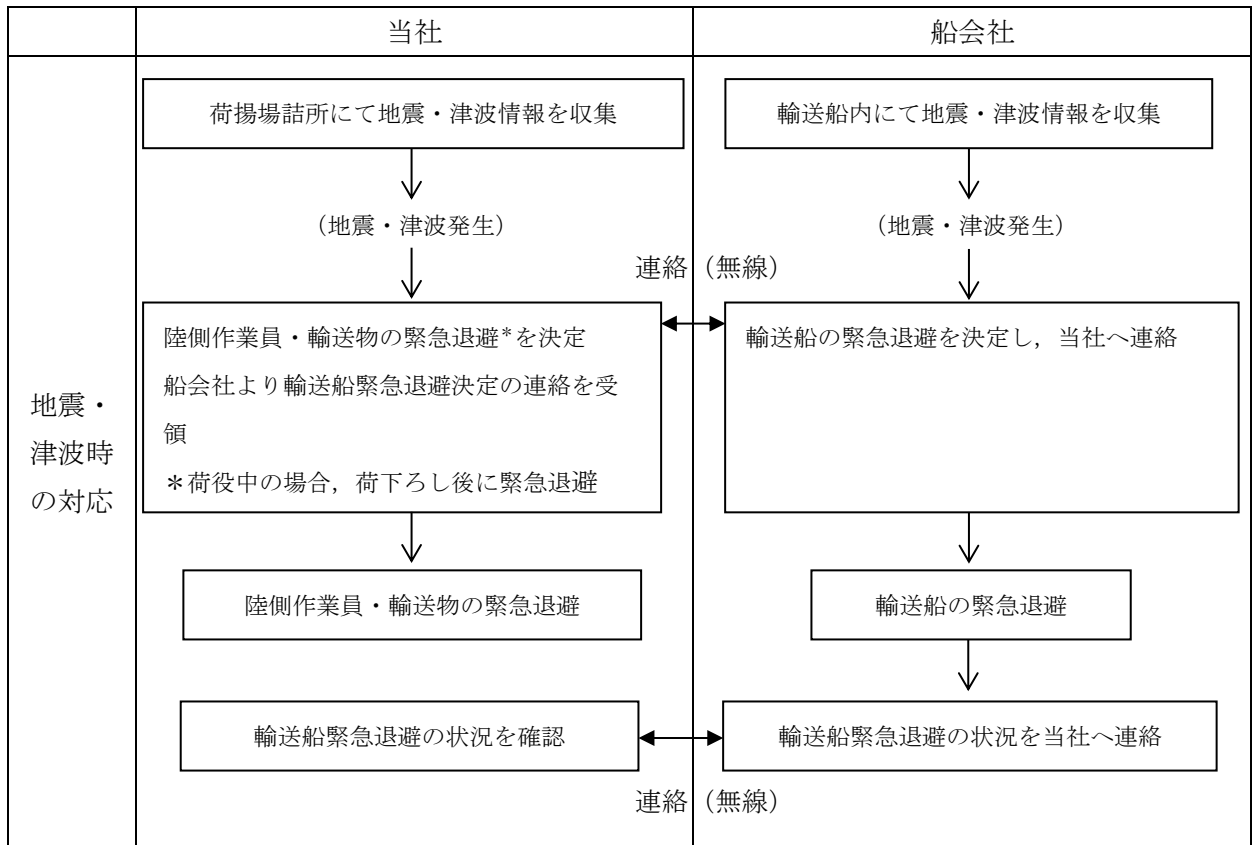 当社
船会社
地震・
津波時
の対応
荷揚場詰所にて地震・津波情報を収集
輸送船内にて地震・津波情報を収集
（地震・津波発生）
（地震・津波発生）
連絡（無線）
陸側作業員・輸送物の緊急退避*を決定
船会社より輸送船緊急退避決定の連絡を受
領
＊荷役中の場合，荷下ろし後に緊急退避
輸送船の緊急退避を決定し，当社へ連絡
陸側作業員・輸送物の緊急退避
輸送船の緊急退避
輸送船緊急退避の状況を確認
輸送船緊急退避の状況を当社へ連絡
連絡（無線）